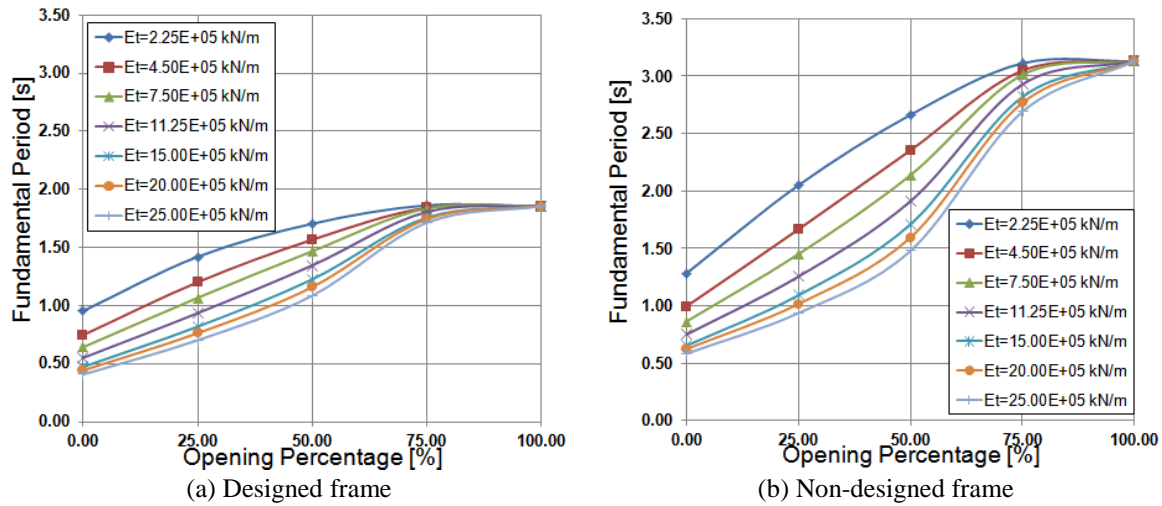 3.50
3.00
2.50
2.00
1.50
1.00
0.50
0.00
Fundamental Period [s]
Et=2.25E+05 kN/m
Et=4.50E+05 kN/m
Et=7.50E+05 kN/m
Et=11.25E+05 kN/m
Et=15.00E+05 kN/m
Et=20.00E+05 kN/m
Et=25.00E+05 kN/m
0.00 25.00 50.00 75.00 100.00
Opening Percentage [%]
(a) Designed frame
3.50
3.00
2.50
2.00
1.50
1.00
0.50
0.00
Fundamental Period [s]
Et=2.25E+05 kN/m
Et=4.50E+05 kN/m
Et=7.50E+05 kN/m
Et=11.25E+05 kN/m
Et=15.00E+05 kN/m
Et=20.00E+05 kN/m
Et=25.00E+05 kN/m
0.00 25.00 50.00 75.00 100.00
Opening Percentage [%]
(b) Non-designed frame